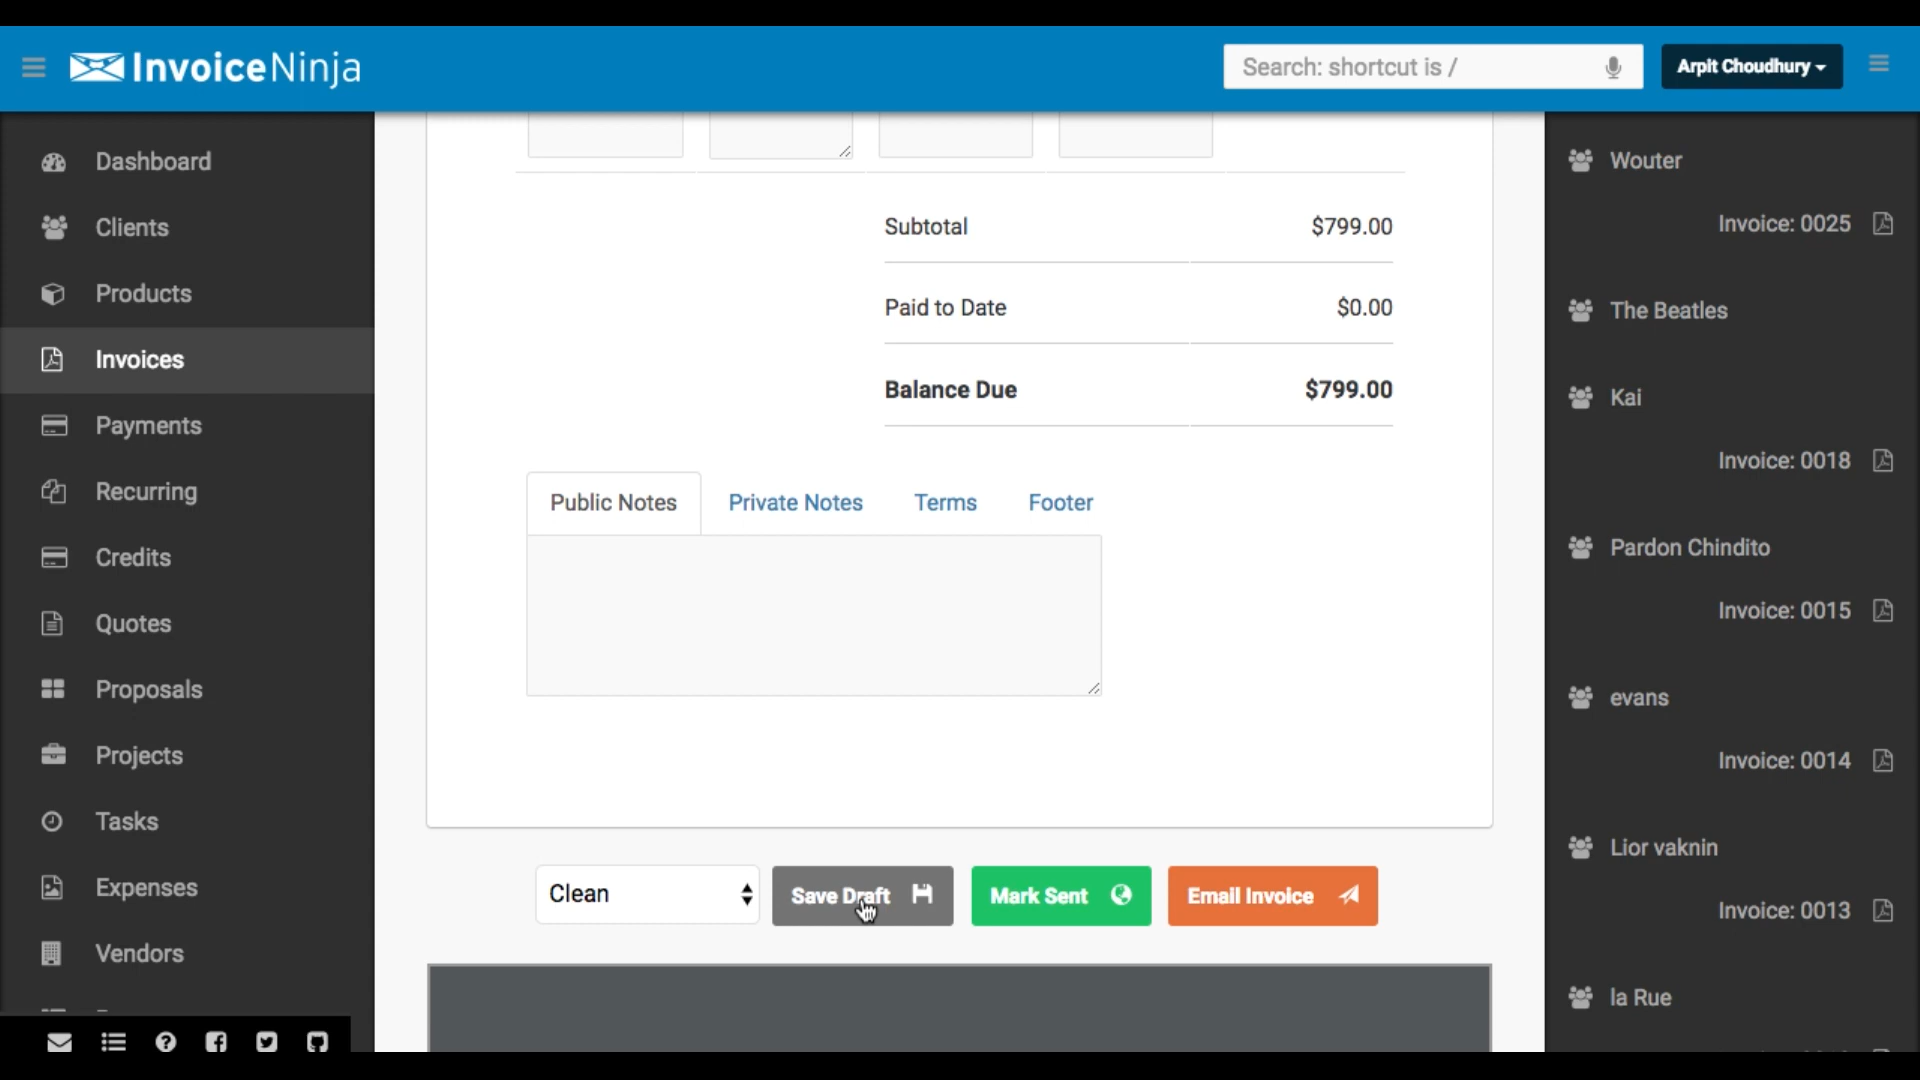 InvoiceNinja
Search: shortcut is /
Arpit Choudhury
Dashboard
Clients
Products
Invoices
Payments
Recurring
Credits
Quotes
Proposals
Projects
Tasks
Expenses
Vendors
Subtotal $799.00
Paid to Date $0.00
Balance Due $799.00
Public Notes Private Notes Terms Footer
Clean Save Draft Mark Sent Email Invoice
Wouter
Invoice: 0025
The Beatles
Kai
Invoice: 0018
Pardon Chindito
Invoice: 0015
evans
Invoice: 0014
Lior vaknin
Invoice: 0013
la Rue